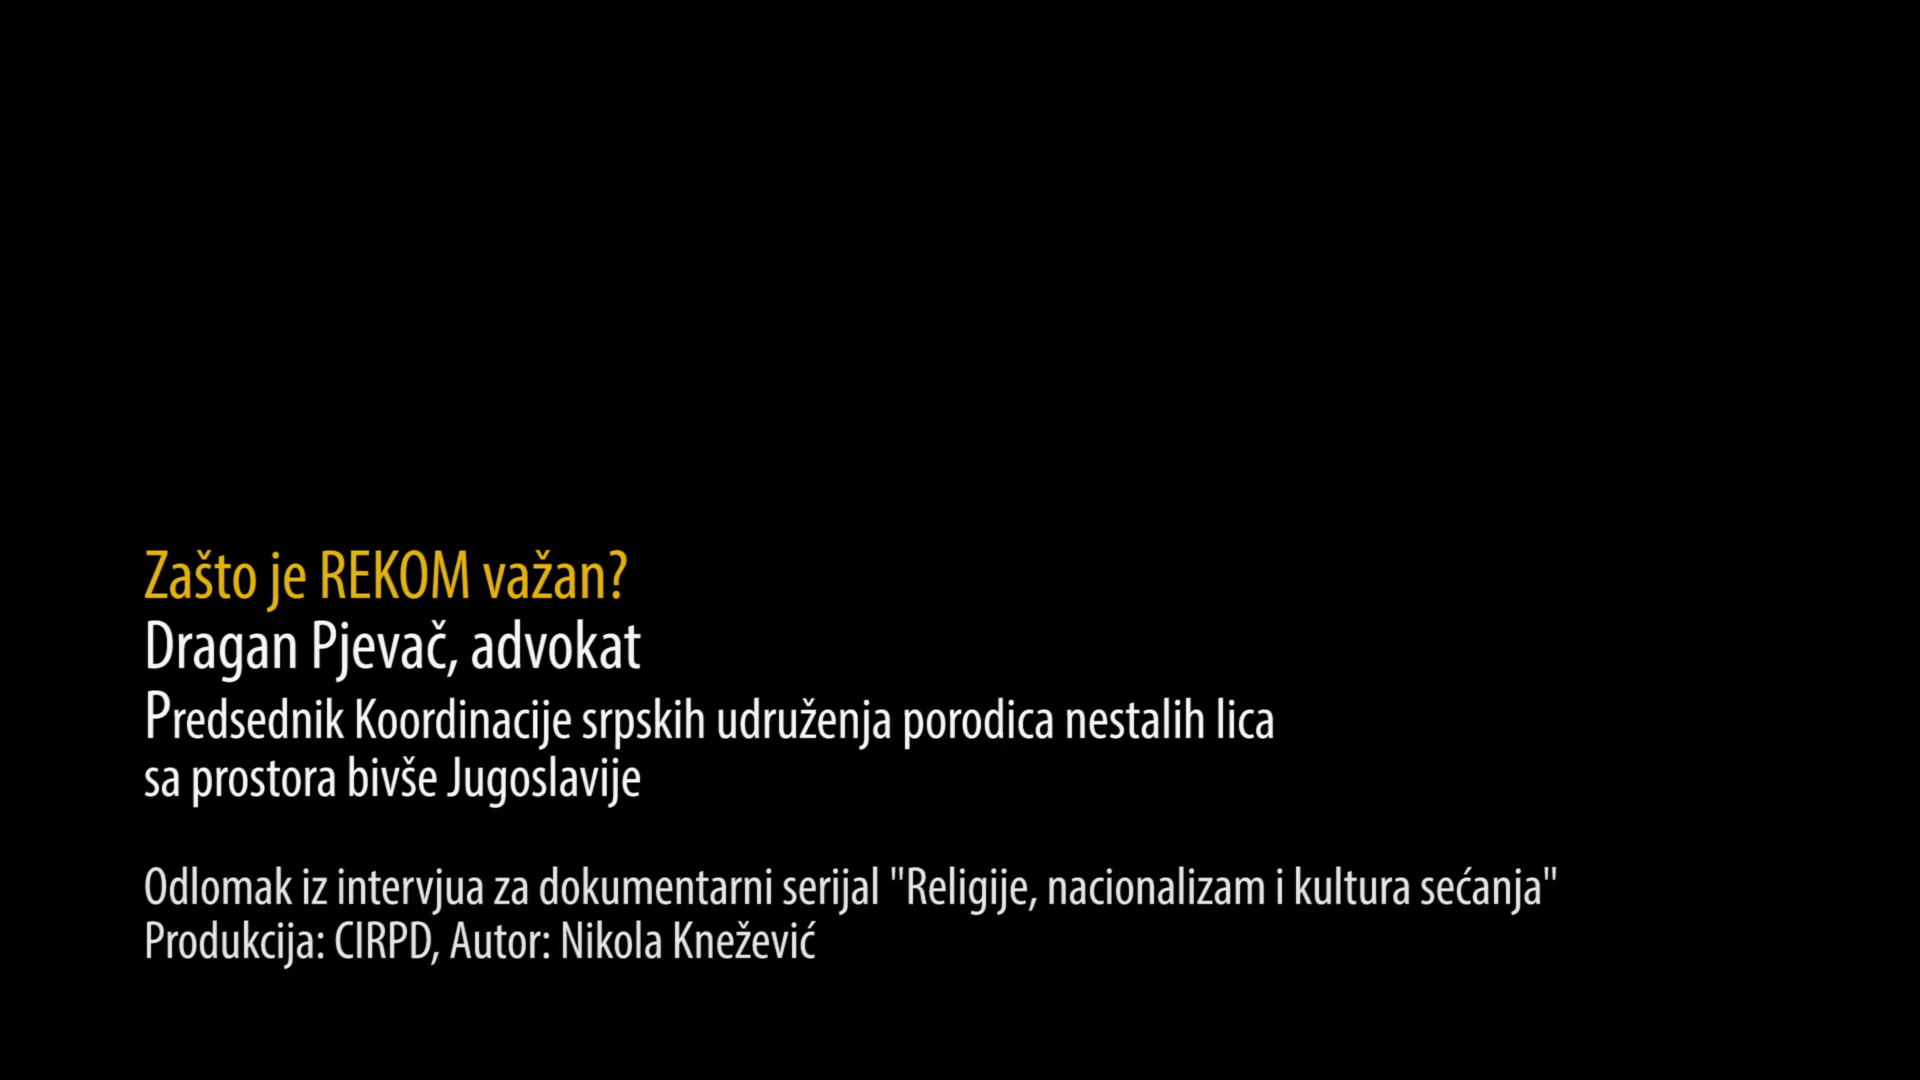 Zašto je REKOM važan?
Dragan Pjevač, advokat
Predsednik Koordinacije srpskih udruženja porodica nestalih lica
sa prostora bivše Jugoslavije
Odlomak iz intervjua za dokumentarni serijal "Religije, nacionalizam i kultura sećanja"
Produkcija: CIRPD, Autor: Nikola Knežević